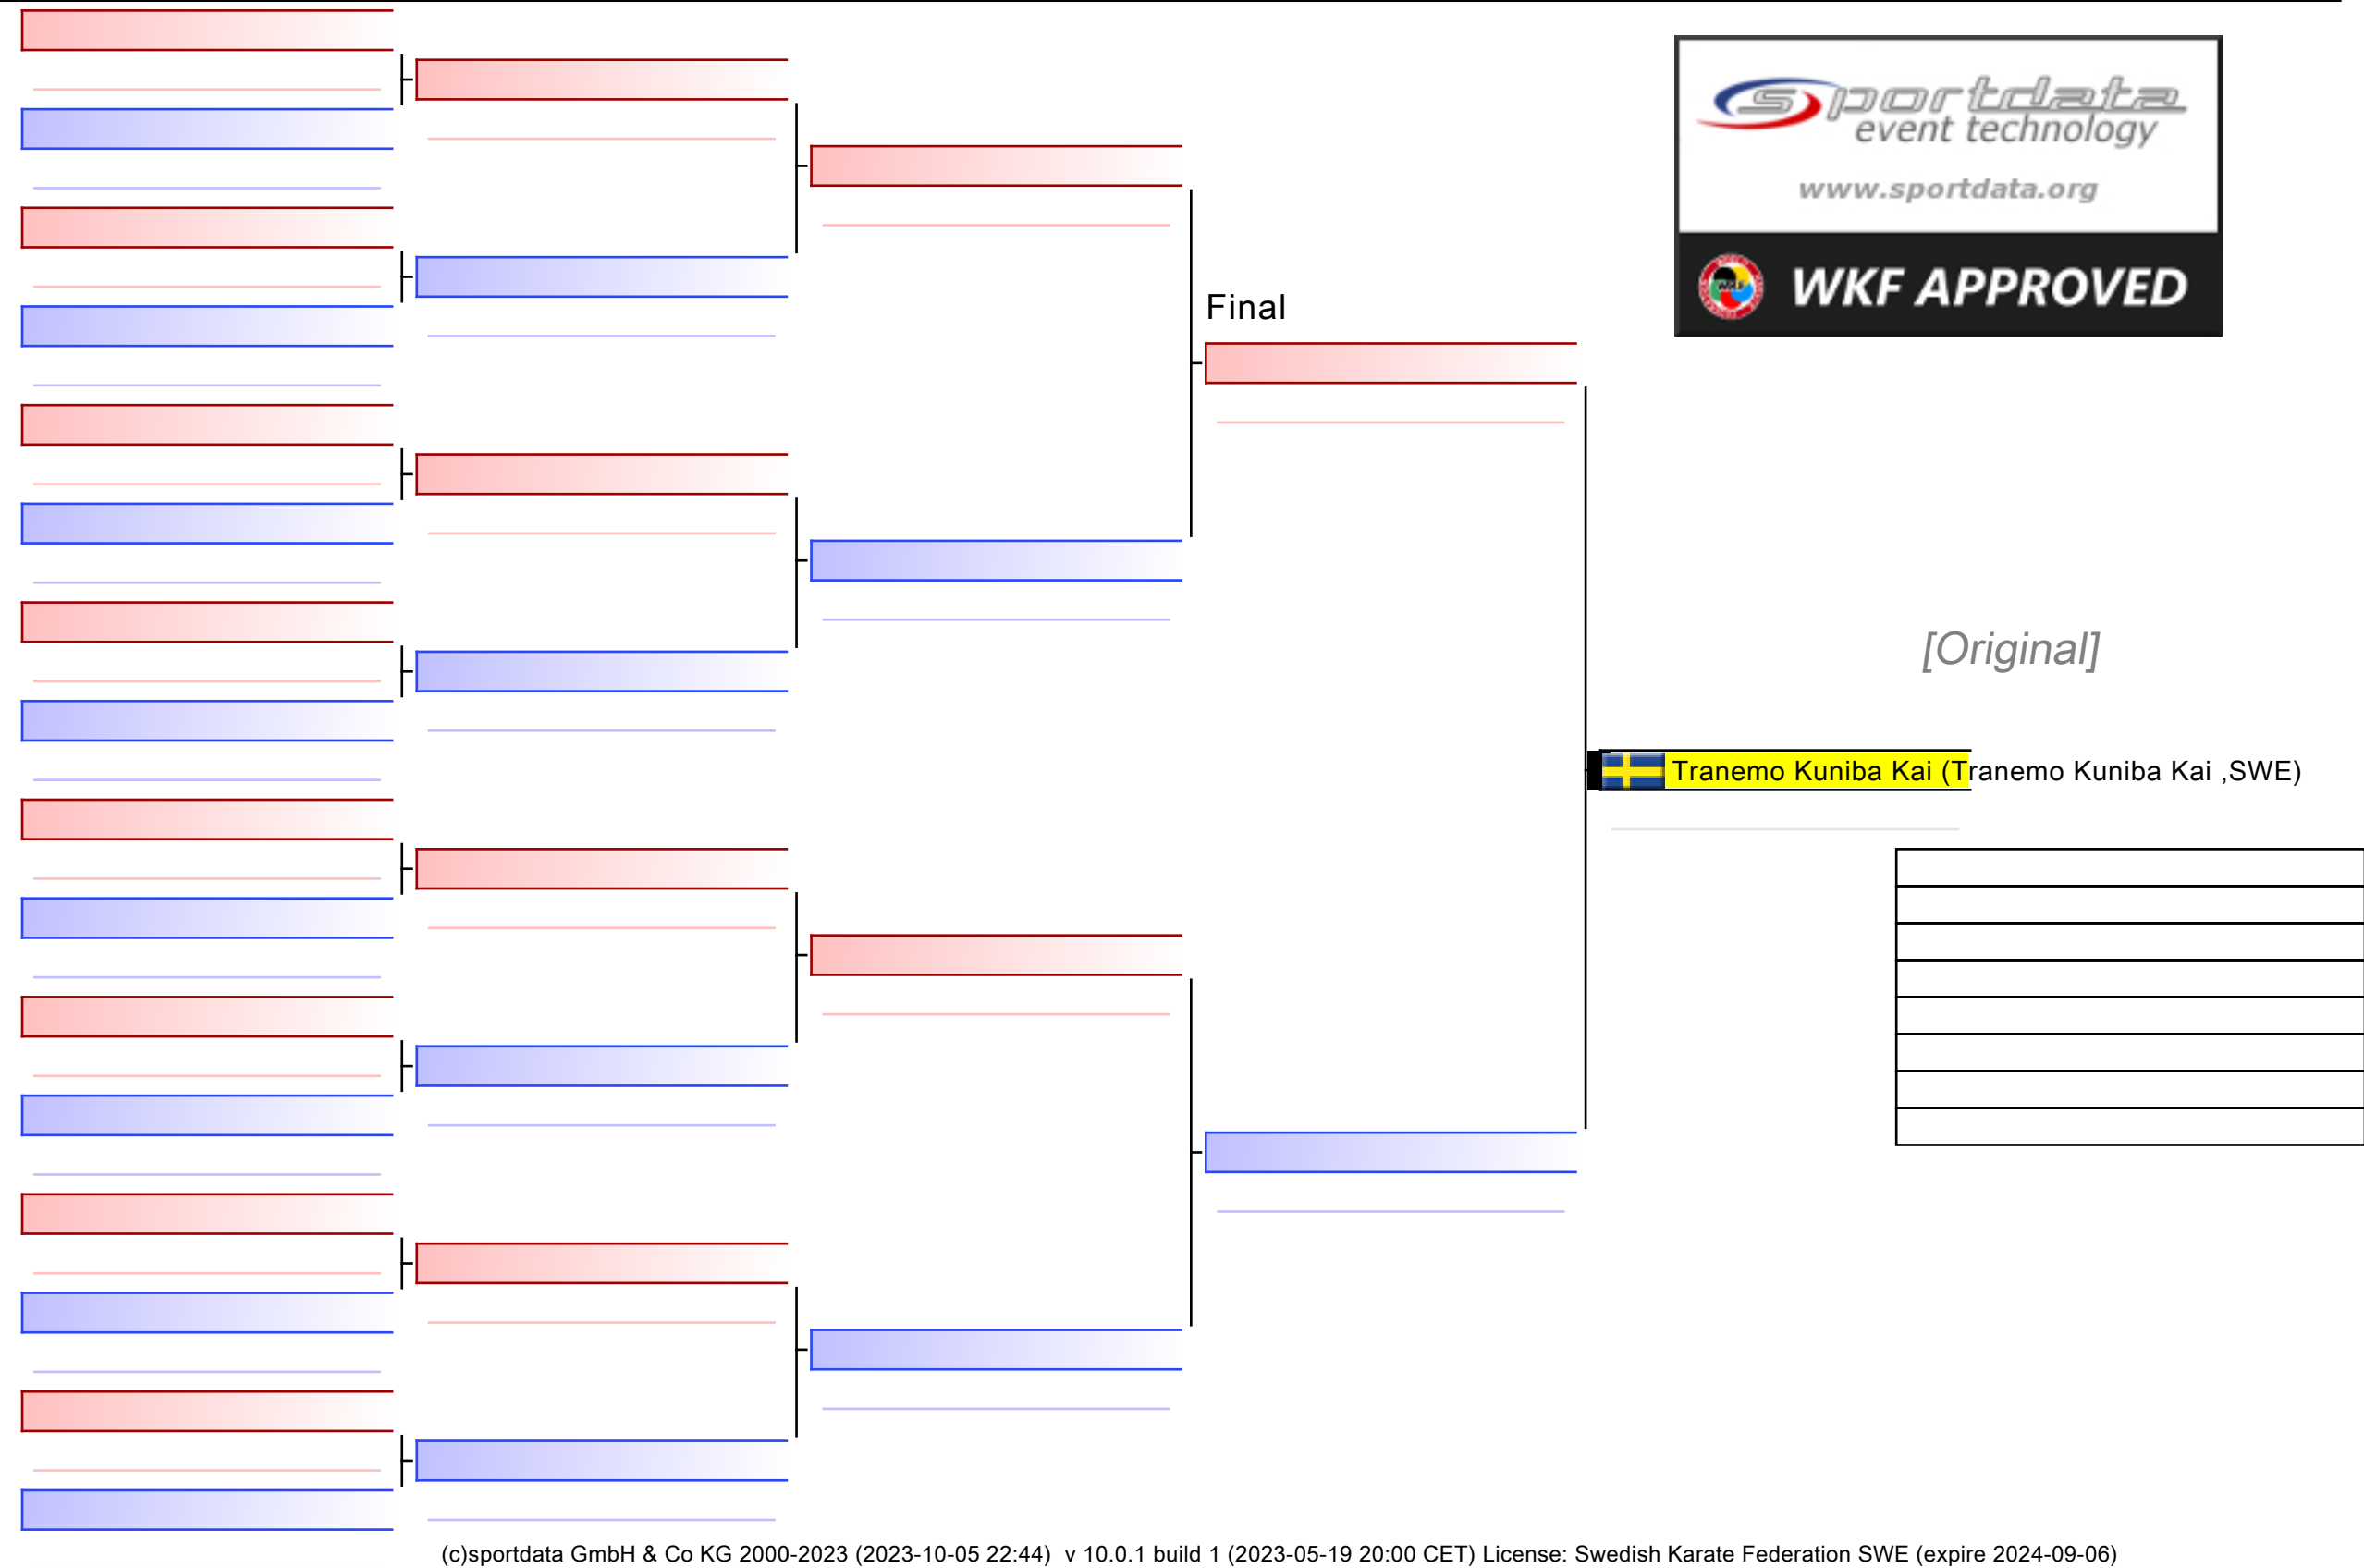 sportdata
event technology
www.sportdata.org
WKF APPROVED
Final
[Original]
Tranemo Kuniba Kai (Tranemo Kuniba Kai ,SWE)
(c)sportdata GmbH & Co KG 2000-2023 (2023-10-05 22:44)  v 10.0.1 build 1 (2023-05-19 20:00 CET) License: Swedish Karate Federation SWE (expire 2024-09-06)